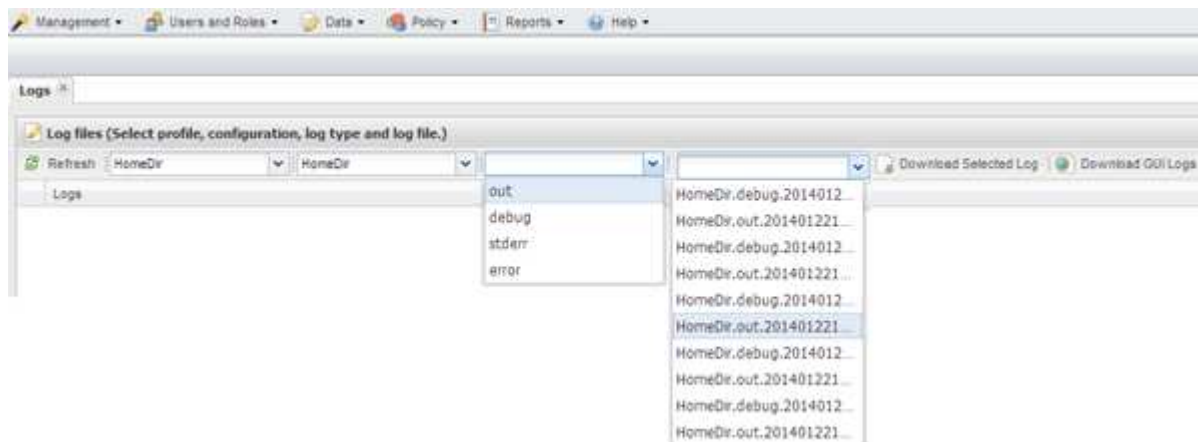 Management Users and Roles Data Policy Reports Help
Logs
Log files (Select profile, configuration, log type and log file.)
Refresh HomeDir HomeDir Download Selected Log Download GUI Logs
Logs
out
debug
stderr
error
HomeDir.debug.2014012...
HomeDir.out.201401221...
HomeDir.debug.2014012...
HomeDir.out.201401221...
HomeDir.debug.2014012...
HomeDir.out.201401221...
HomeDir.debug.2014012...
HomeDir.out.201401221...
HomeDir.debug.2014012...
HomeDir.out.201401221...